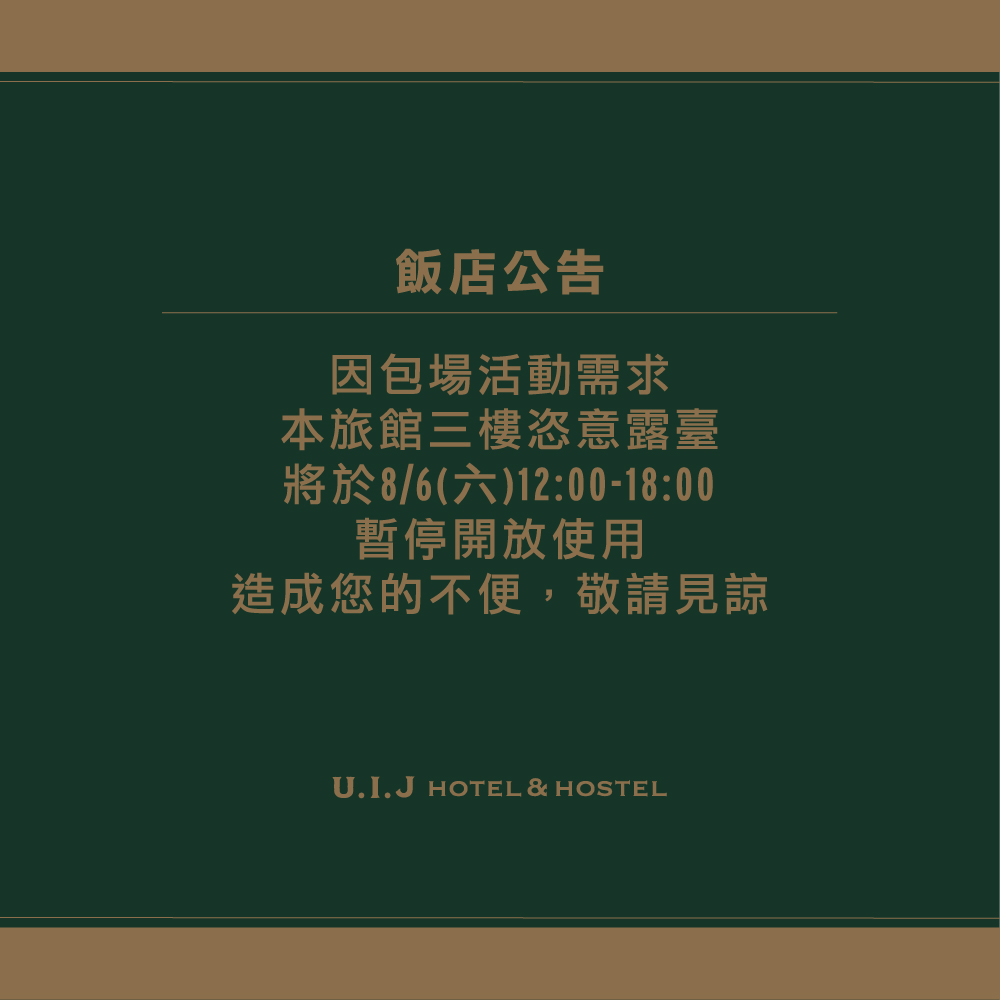 飯店公告
因包場活動需求
本旅館三樓恣意露臺
將於8/6(六)12:00-18:00
暫停開放使用
造成您的不便，敬請見諒
U.I.J HOTEL & HOSTEL